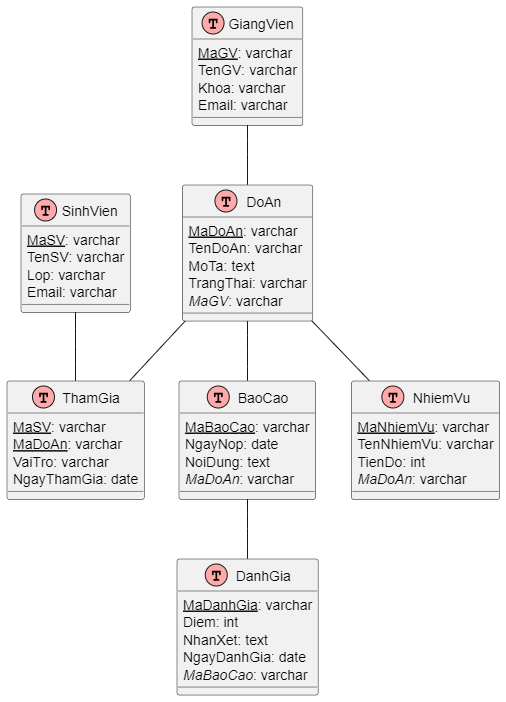 T GiangVien
MaGV: varchar
TenGV: varchar
Khoa: varchar
Email: varchar
T SinhVien
MaSV: varchar
TenSV: varchar
Lop: varchar
Email: varchar
T DoAn
MaDoAn: varchar
TenDoAn: varchar
MoTa: text
TrangThai: varchar
MaGV: varchar
T ThamGia
MaSV: varchar
MaDoAn: varchar
VaiTro: varchar
NgayThamGia: date
T BaoCao
MaBaoCao: varchar
NgayNop: date
NoiDung: text
MaDoAn: varchar
T NhiemVu
MaNhiemVu: varchar
TenNhiemVu: varchar
TienDo: int
MaDoAn: varchar
T DanhGia
MaDanhGia: varchar
Diem: int
NhanXet: text
NgayDanhGia: date
MaBaoCao: varchar